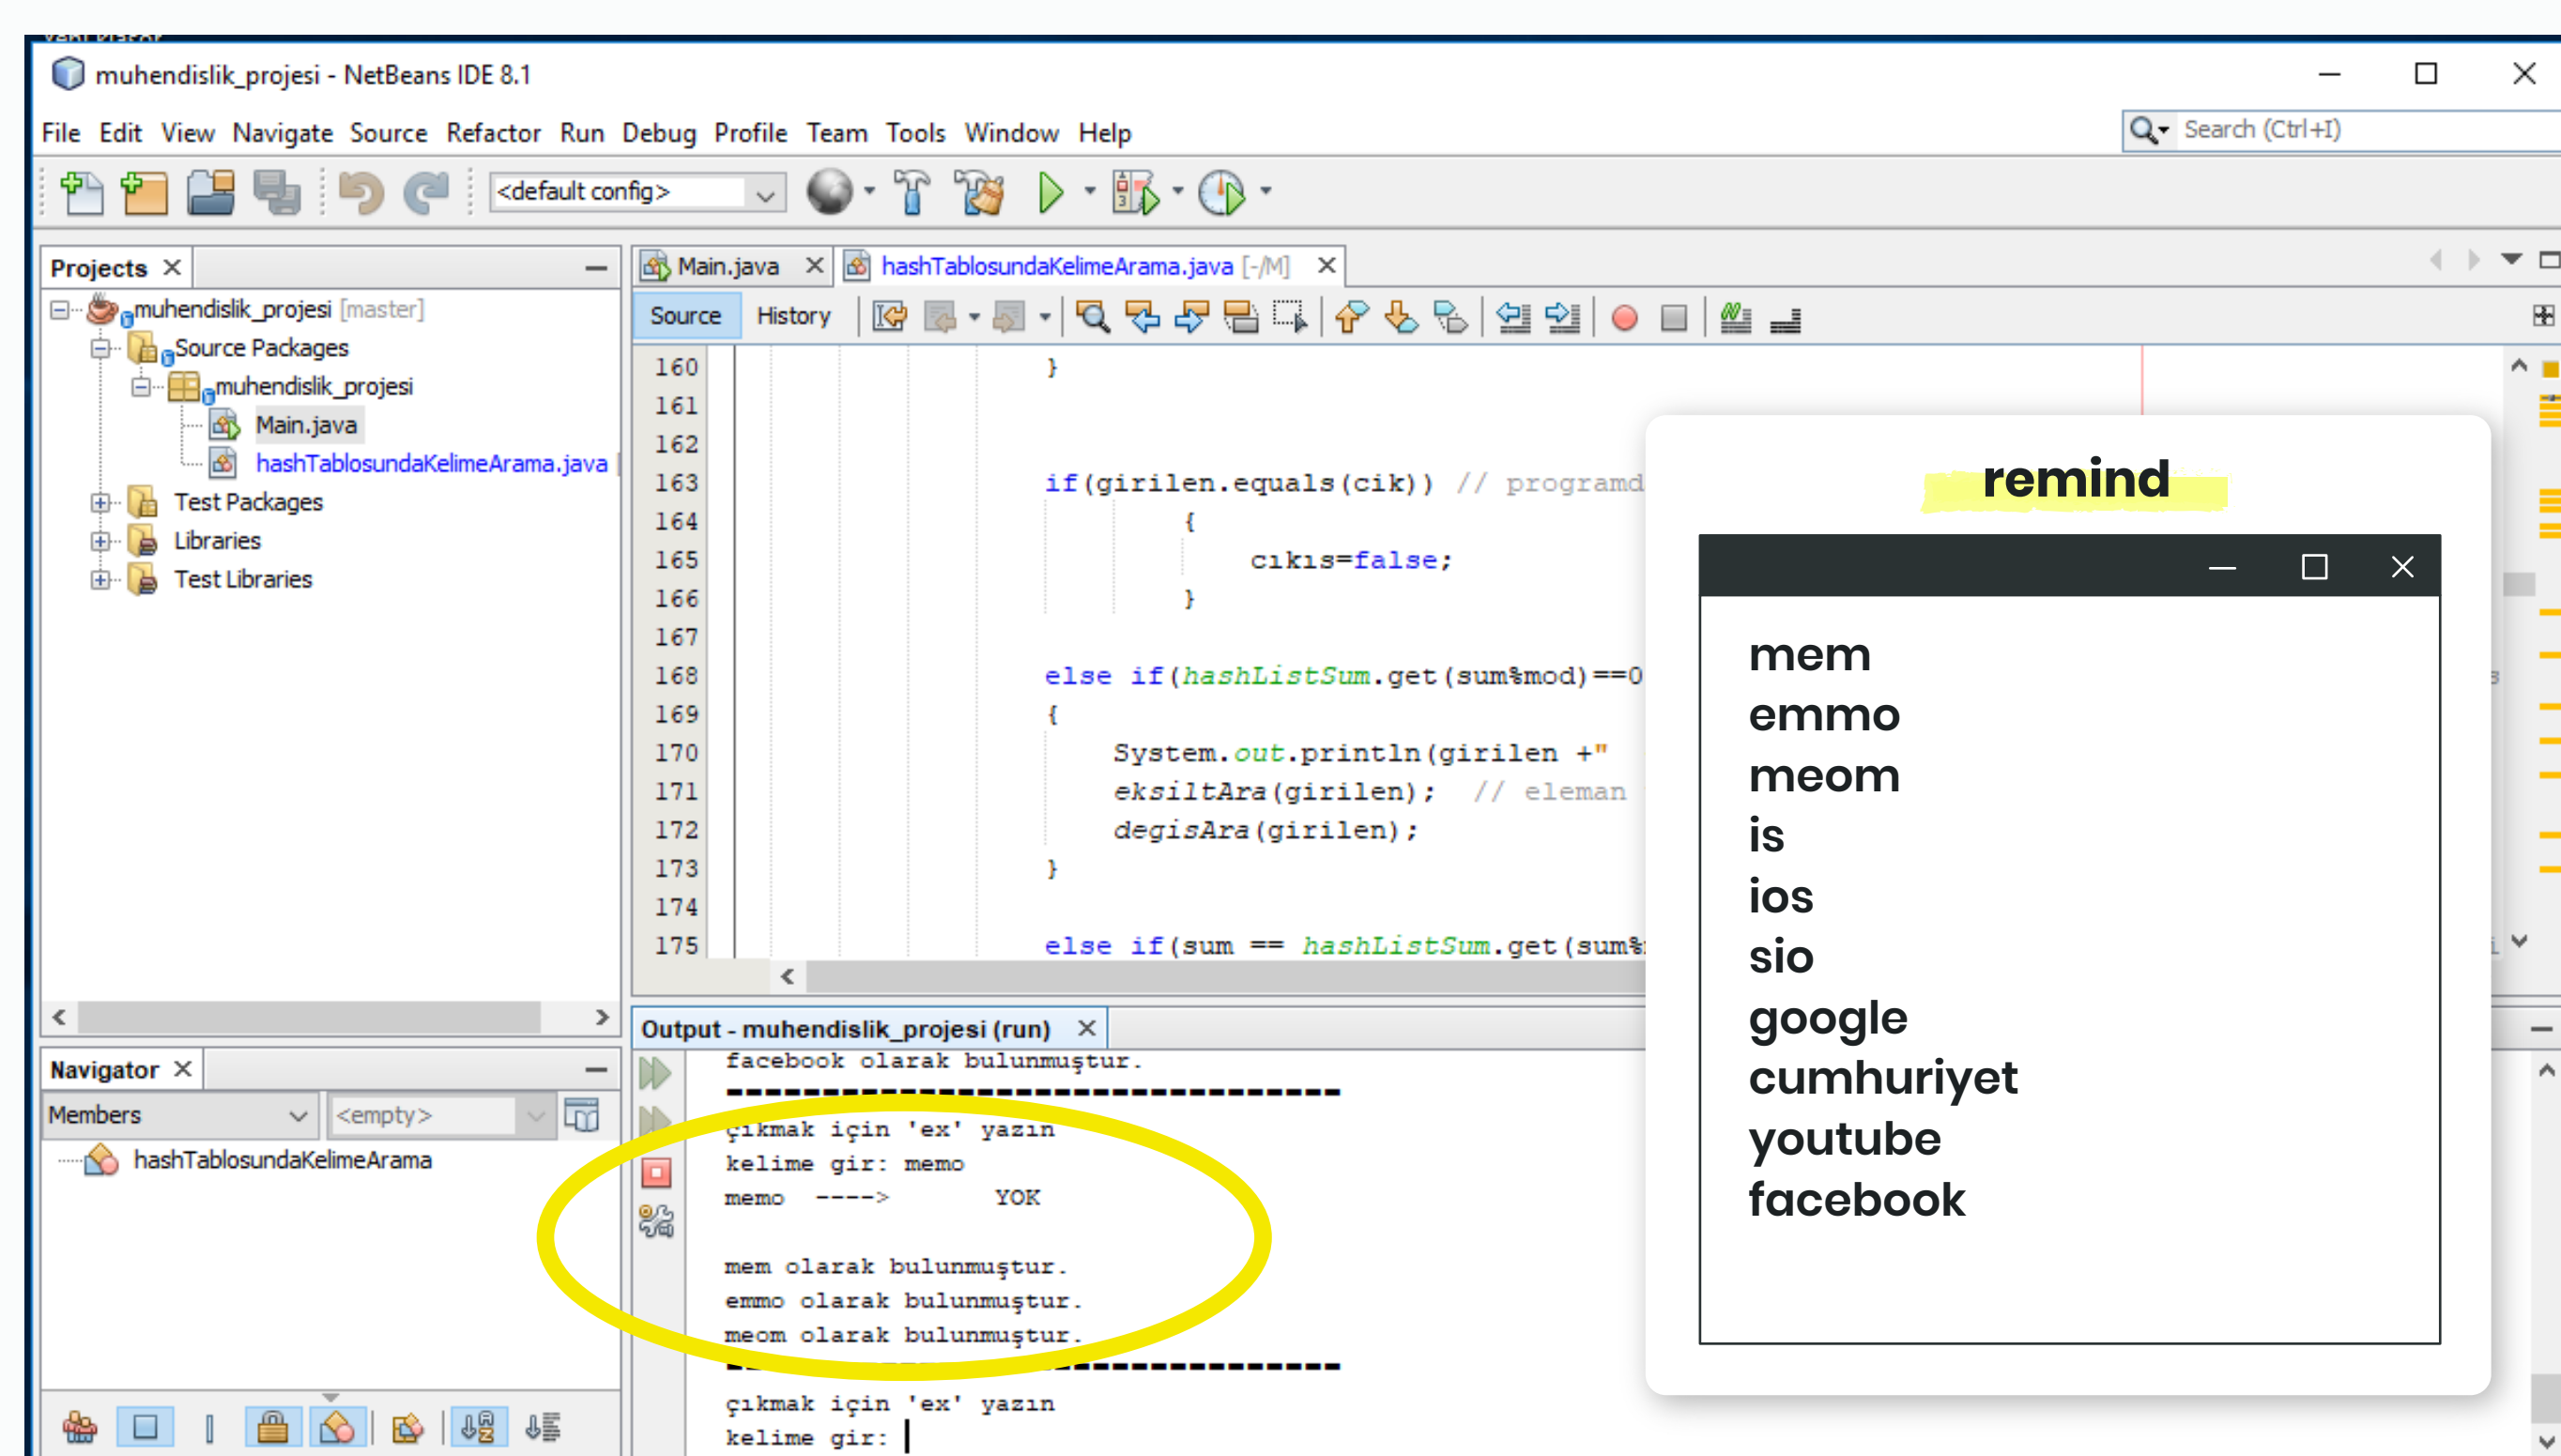 muhendislik_projesi - NetBeans IDE 8.1
File Edit View Navigate Source Refactor Run Debug Profile Team Tools Window Help
Search (Ctrl+I)
<default config>
Projects
muhendislik_projesi [master]
Source Packages
muhendislik_projesi
Main.java
hashTablosundaKelimeArama.java
Test Packages
Libraries
Test Libraries
Main.java
hashTablosundaKelimeArama.java [-/M]
Source History
160 }
161
162
163 if(girilen.equals(cik)) // programd
164 {
165 cıkıs=false;
166 }
167
168 else if(hashListSum.get(sum%mod)==0
169 {
170 System.out.println(girilen +"
171 eksiltAra(girilen); // eleman
172 degisAra(girilen);
173 }
174
175 else if(sum == hashListSum.get(sum%
remind
mem
emmo
meom
is
ios
sio
google
cumhuriyet
youtube
facebook
Navigator
Members
<empty>
hashTablosundaKelimeArama
Output - muhendislik_projesi (run)
facebook olarak bulunmuştur.
çıkmak için 'ex' yazın
kelime gir: memo
memo ----> YOK
mem olarak bulunmuştur.
emmo olarak bulunmuştur.
meom olarak bulunmuştur.
çıkmak için 'ex' yazın
kelime gir: